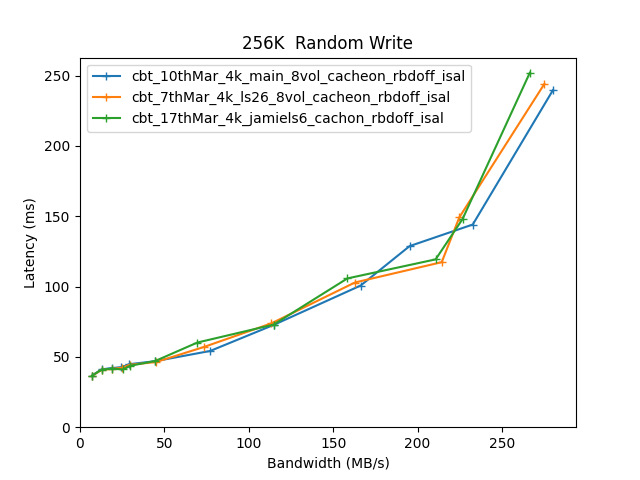 256K  Random Write
cbt_10thMar_4k_main_8vol_cacheon_rbdoff_isal
cbt_7thMar_4k_ls26_8vol_cacheon_rbdoff_isal
cbt_17thMar_4k_jamiels6_cachon_rbdoff_isal
Latency (ms)
250
200
150
100
50
0
0 50 100 150 200 250
Bandwidth (MB/s)